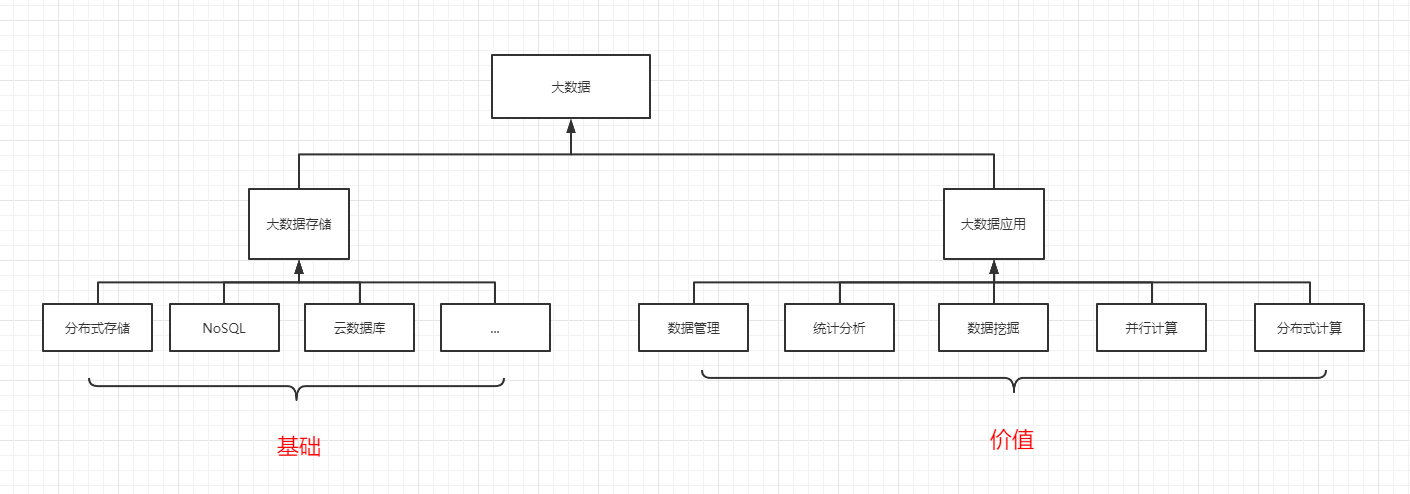 大数据
大数据存储
大数据应用
分布式存储
NoSQL
云数据库
...
数据管理
统计分析
数据挖掘
并行计算
分布式计算
基础
价值